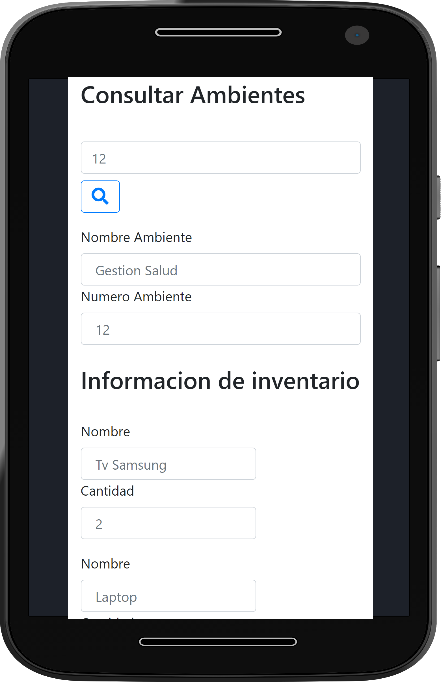 Consultar Ambientes
12
Nombre Ambiente
Gestion Salud
Numero Ambiente
12
Informacion de inventario
Nombre
Tv Samsung
Cantidad
2
Nombre
Laptop